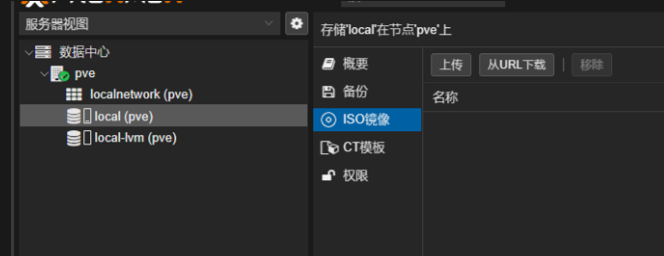 服务器视图
数据中心
pve
localnetwork (pve)
local (pve)
local-lvm (pve)
存储'local'在节点'pve'上
概要
备份
ISO镜像
CT模板
权限
上传
从URL下载
移除
名称